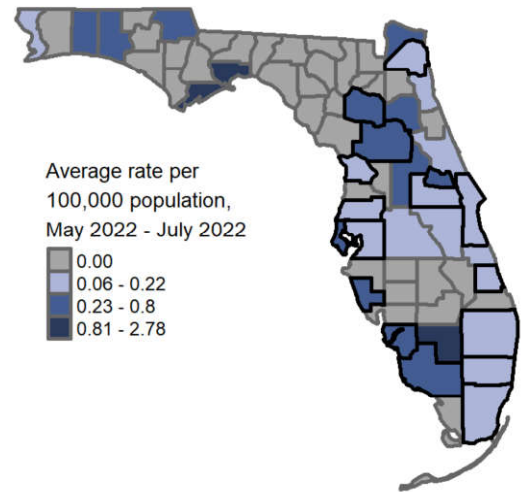 Average rate per
100,000 population,
May 2022 - July 2022
0.00
0.06 - 0.22
0.23 - 0.8
0.81 - 2.78